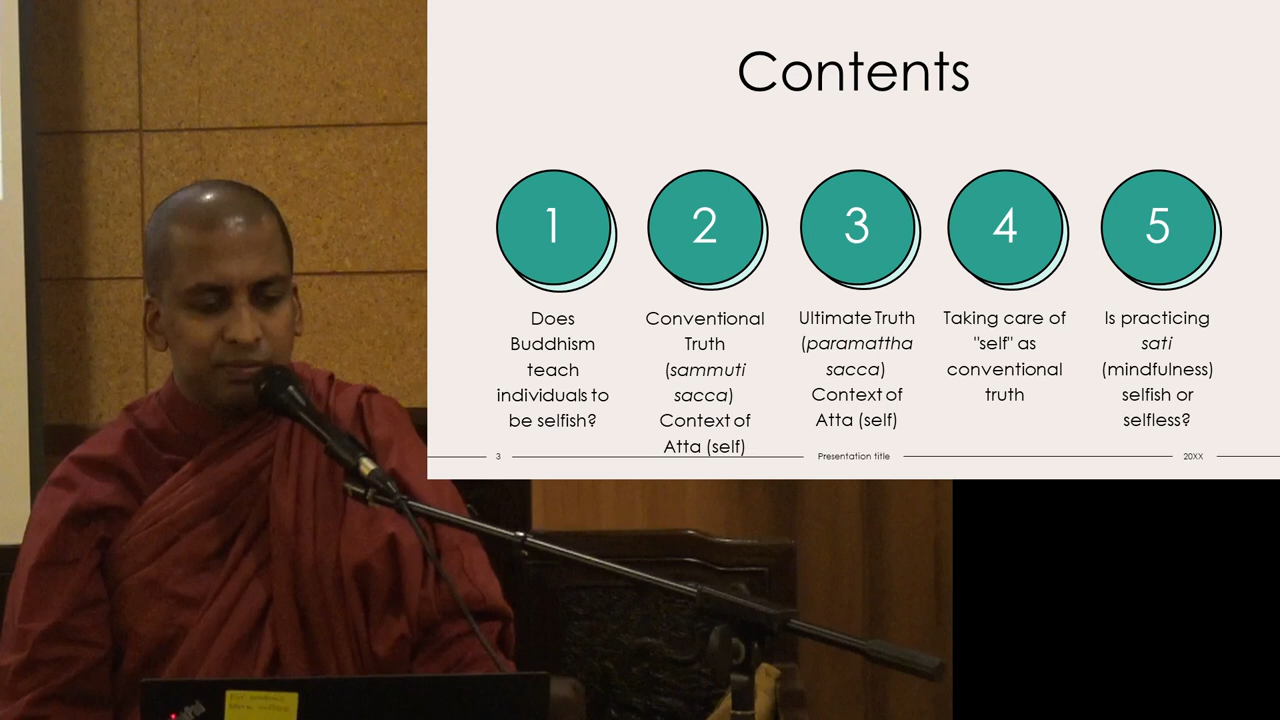 Contents
1
2
3
4
5
Does
Buddhism
teach
individuals to
be selfish?
Conventional
Truth
(sammuti
sacca)
Context of
Atta (self)
Ultimate Truth
(paramattha
sacca)
Context of
Atta (self)
Taking care of
"self" as
conventional
truth
Is practicing
sati
(mindfulness)
selfish or
selfless?
3
Presentation title
20XX